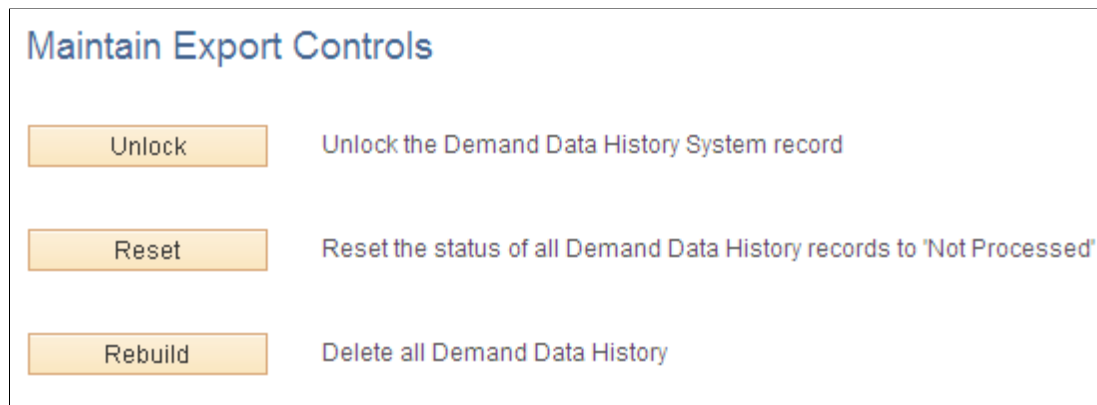 Maintain Export Controls
Unlock Unlock the Demand Data History System record
Reset Reset the status of all Demand Data History records to 'Not Processed'
Rebuild Delete all Demand Data History